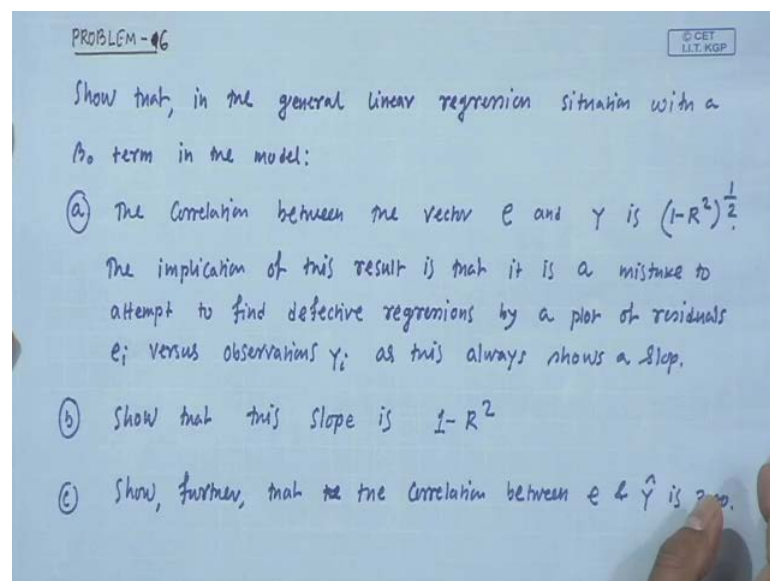 PROBLEM-16
© CET
I.I.T. KGP
Show that, in the general linear regression situation with a
β₀ term in the model:
(a) The Correlation between the vector e and Y is (1-R²)^½.
The implication of this result is that it is a mistake to
attempt to find defective regressions by a plot of residuals
eᵢ versus observations Yᵢ as this always shows a slop.
(b) Show that this slope is 1-R²
(c) Show, further, that the correlation between e & Ŷ is